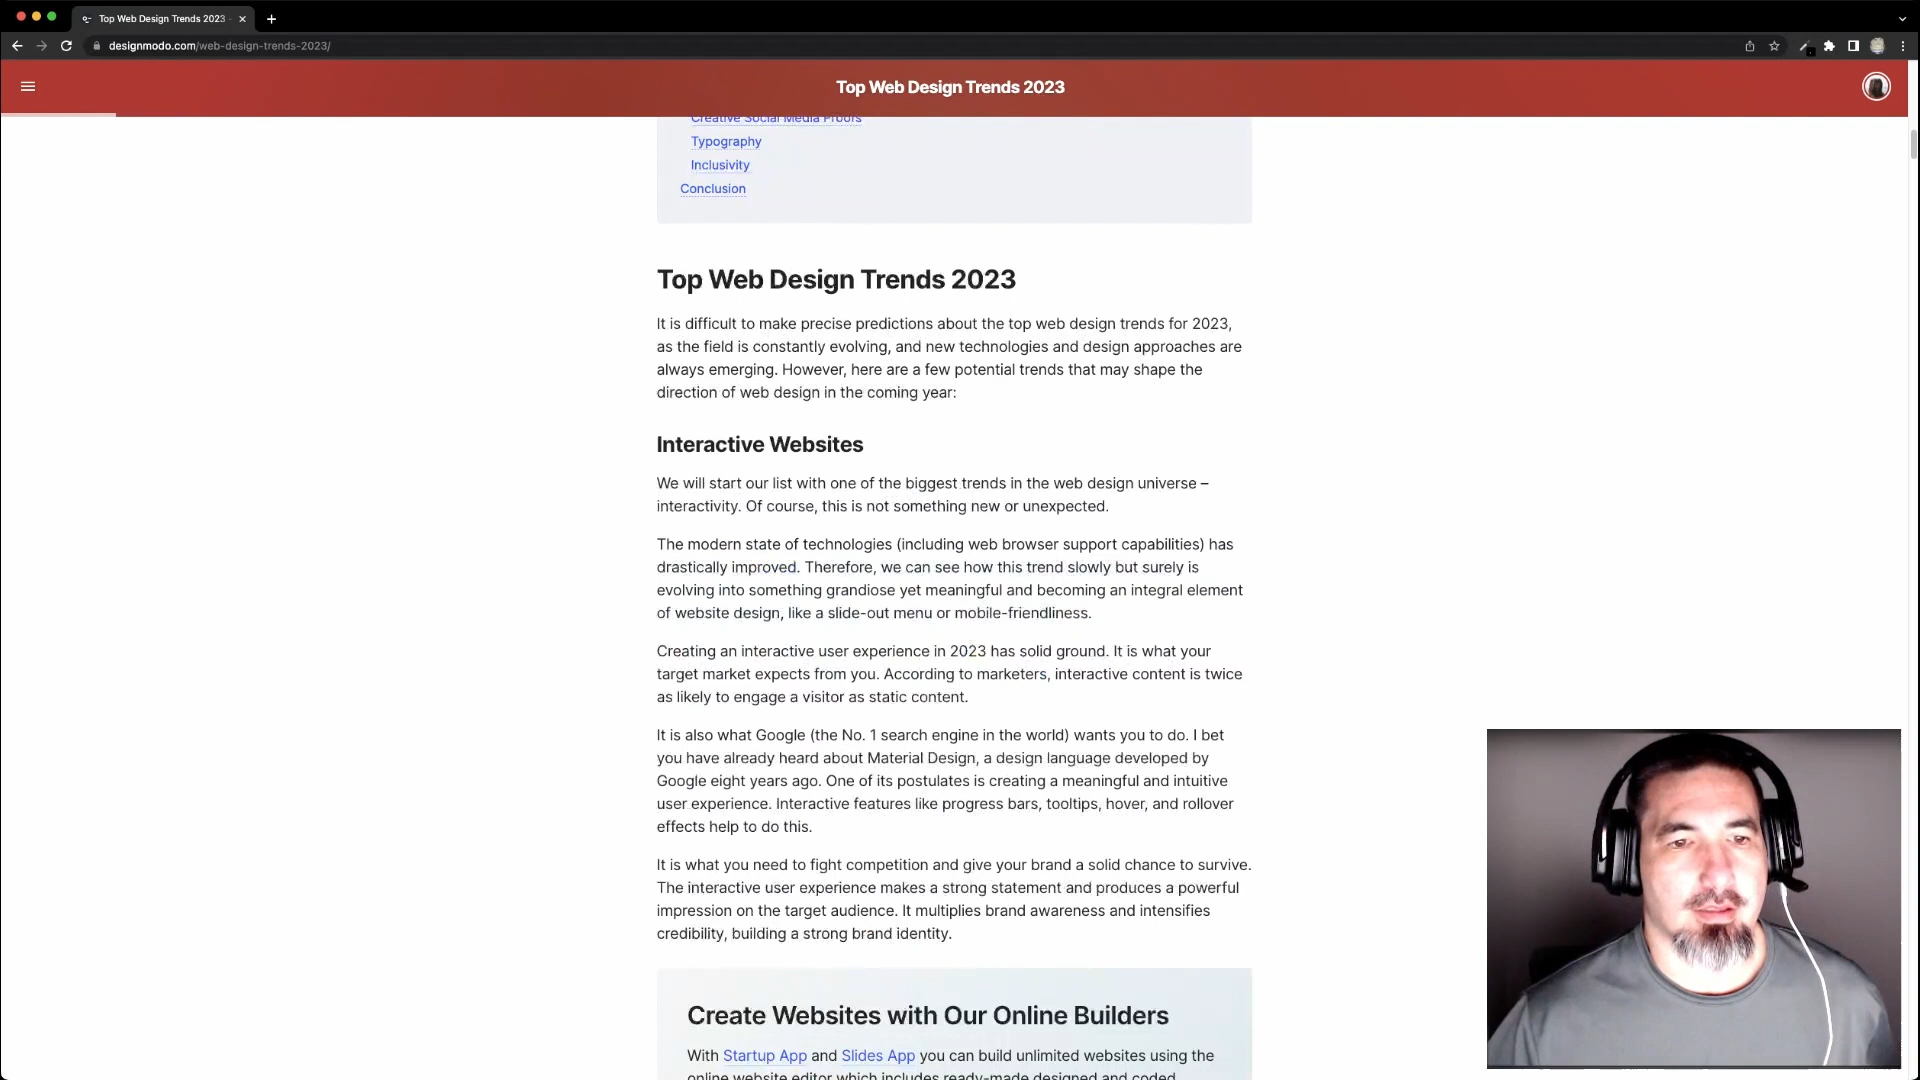 Top Web Design Trends 2023
designmodo.com/web-design-trends-2023/
Top Web Design Trends 2023
Creative Social Media Proofs
Typography
Inclusivity
Conclusion
Top Web Design Trends 2023
It is difficult to make precise predictions about the top web design trends for 2023,
as the field is constantly evolving, and new technologies and design approaches are
always emerging. However, here are a few potential trends that may shape the
direction of web design in the coming year:
Interactive Websites
We will start our list with one of the biggest trends in the web design universe –
interactivity. Of course, this is not something new or unexpected.
The modern state of technologies (including web browser support capabilities) has
drastically improved. Therefore, we can see how this trend slowly but surely is
evolving into something grandiose yet meaningful and becoming an integral element
of website design, like a slide-out menu or mobile-friendliness.
Creating an interactive user experience in 2023 has solid ground. It is what your
target market expects from you. According to marketers, interactive content is twice
as likely to engage a visitor as static content.
It is also what Google (the No. 1 search engine in the world) wants you to do. I bet
you have already heard about Material Design, a design language developed by
Google eight years ago. One of its postulates is creating a meaningful and intuitive
user experience. Interactive features like progress bars, tooltips, hover, and rollover
effects help to do this.
It is what you need to fight competition and give your brand a solid chance to survive.
The interactive user experience makes a strong statement and produces a powerful
impression on the target audience. It multiplies brand awareness and intensifies
credibility, building a strong brand identity.
Create Websites with Our Online Builders
With Startup App and Slides App you can build unlimited websites using the
online website editor which includes ready-made designed and coded